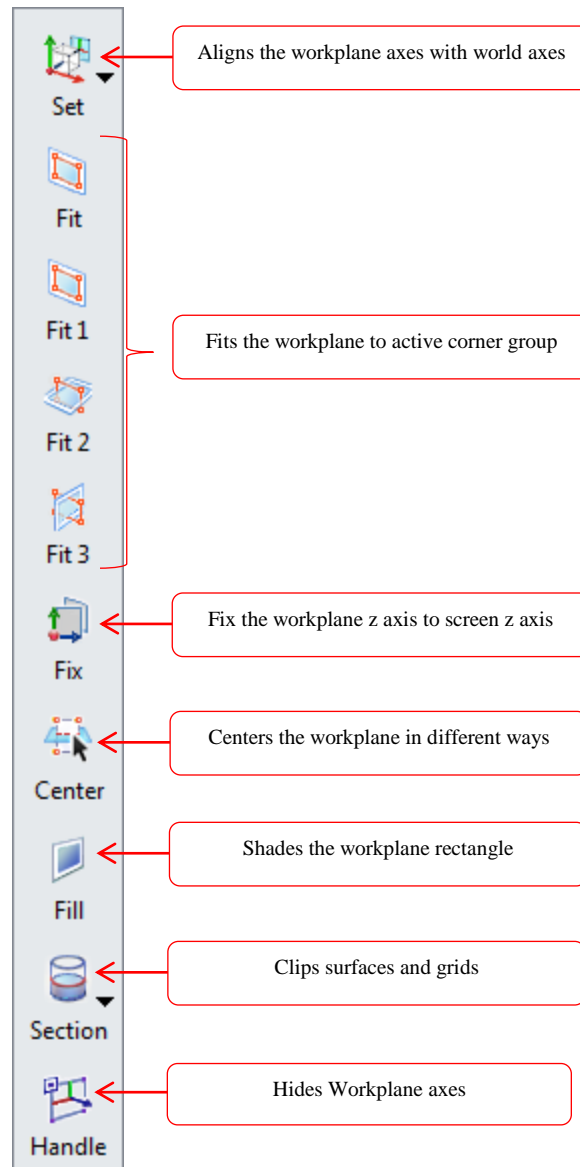 Aligns the workplane axes with world axes
Set
Fit
Fit 1
Fits the workplane to active corner group
Fit 2
Fit 3
Fix the workplane z axis to screen z axis
Fix
Centers the workplane in different ways
Center
Shades the workplane rectangle
Fill
Clips surfaces and grids
Section
Hides Workplane axes
Handle